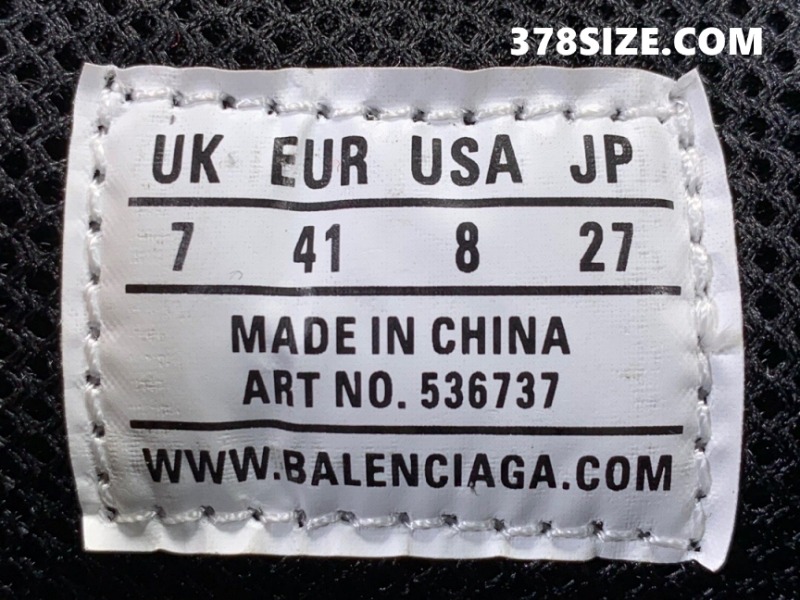 378SIZE.COM
UK EUR USA JP
7 41 8 27
MADE IN CHINA
ART NO. 536737
WWW.BALENCIAGA.COM